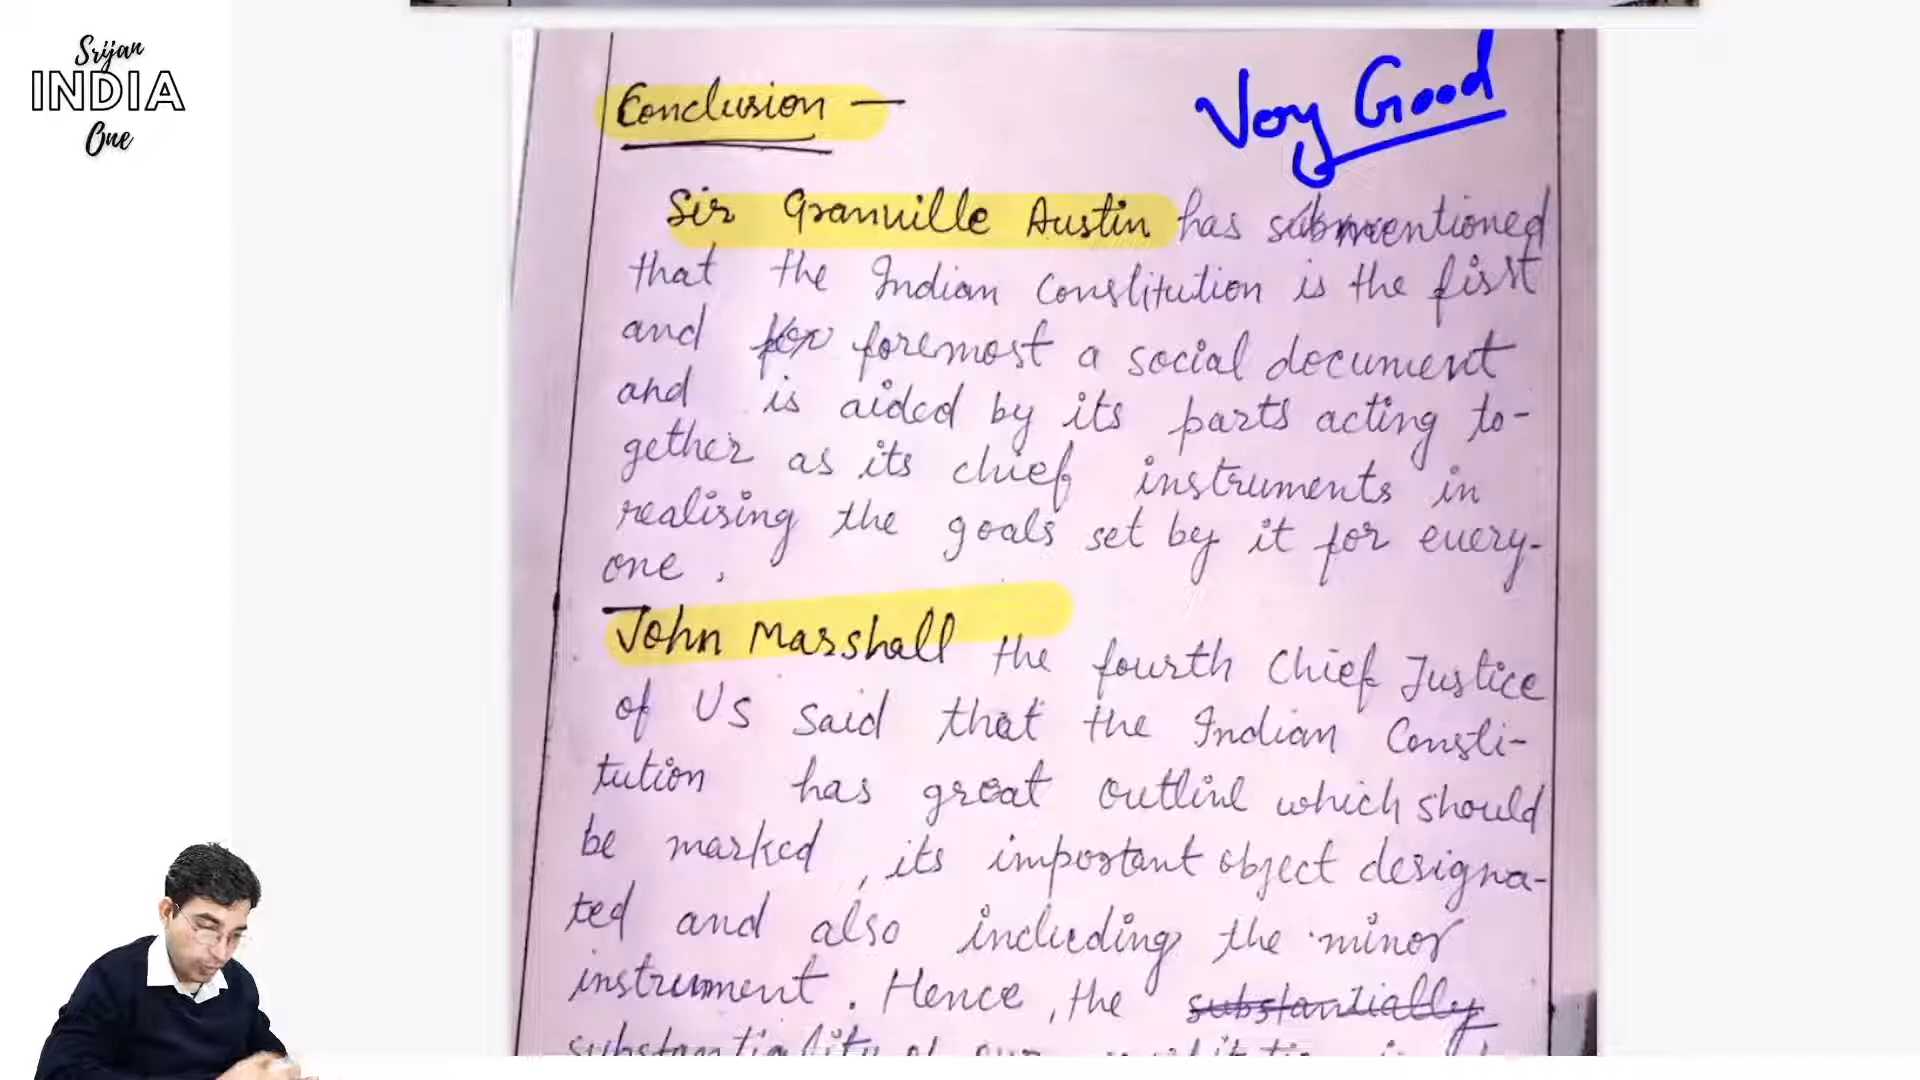 Srijan
INDIA
One
Conclusion —
Very Good
Sir Granville Austin has mentioned
that the Indian Constitution is the first
and foremost a social document
and is aided by its parts acting to-
gether as its chief instruments in
realising the goals set by it for every-
one.
John Marshall the fourth Chief Justice
of US said that the Indian Consti-
tution has great outline which should
be marked, its important object designa-
ted and also including the minor
instrument. Hence, the substantially